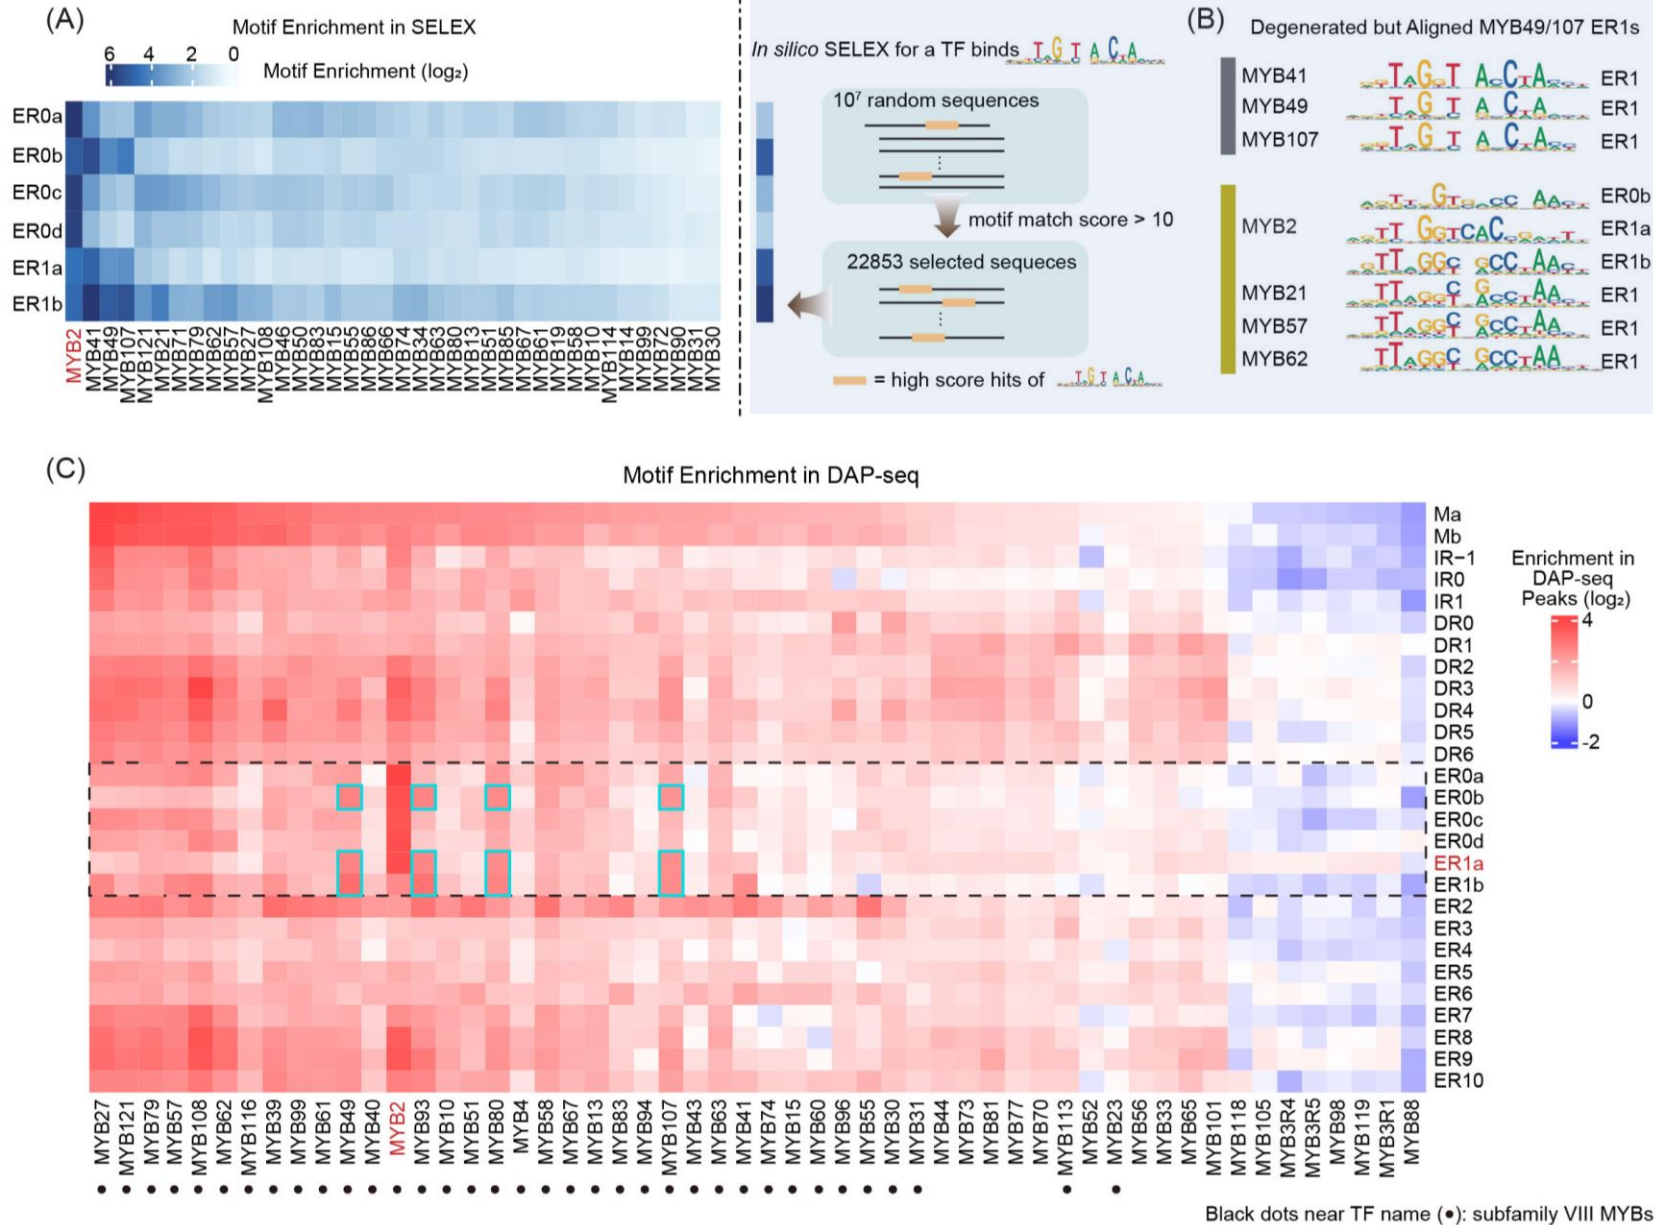 (A)
Motif Enrichment in SELEX
6 4 2 0
Motif Enrichment (log₂)
ER0a
ER0b
ER0c
ER0d
ER1a
ER1b
MYB2
MYB41
MYB49
MYB107
MYB121
MYB21
MYB71
MYB79
MYB62
MYB57
MYB27
MYB108
MYB46
MYB50
MYB83
MYB15
MYB55
MYB86
MYB66
MYB74
MYB34
MYB63
MYB80
MYB13
MYB51
MYB85
MYB67
MYB61
MYB19
MYB58
MYB10
MYB114
MYB14
MYB99
MYB72
MYB90
MYB31
MYB30
In silico SELEX for a TF binds TGT ACA
10⁷ random sequences
motif match score > 10
22853 selected sequeces
= high score hits of TGT ACA
(B)
Degenerated but Aligned MYB49/107 ER1s
MYB41 ER1
MYB49 ER1
MYB107 ER1
ER0b
MYB2 ER1a
ER1b
MYB21 ER1
MYB57 ER1
MYB62 ER1
(C)
Motif Enrichment in DAP-seq
Ma
Mb
IR−1
IR0
IR1
DR0
DR1
DR2
DR3
DR4
DR5
DR6
ER0a
ER0b
ER0c
ER0d
ER1a
ER1b
ER2
ER3
ER4
ER5
ER6
ER7
ER8
ER9
ER10
Enrichment in
DAP-seq
Peaks (log₂)
4
0
-2
MYB27
MYB121
MYB79
MYB57
MYB108
MYB62
MYB116
MYB39
MYB99
MYB61
MYB49
MYB40
MYB2
MYB93
MYB10
MYB51
MYB80
MYB4
MYB58
MYB67
MYB13
MYB83
MYB94
MYB107
MYB43
MYB63
MYB41
MYB74
MYB15
MYB60
MYB96
MYB55
MYB30
MYB31
MYB44
MYB73
MYB81
MYB77
MYB70
MYB113
MYB52
MYB23
MYB56
MYB33
MYB65
MYB101
MYB118
MYB105
MYB3R4
MYB3R5
MYB98
MYB119
MYB3R1
MYB88
Black dots near TF name (•): subfamily VIII MYBs